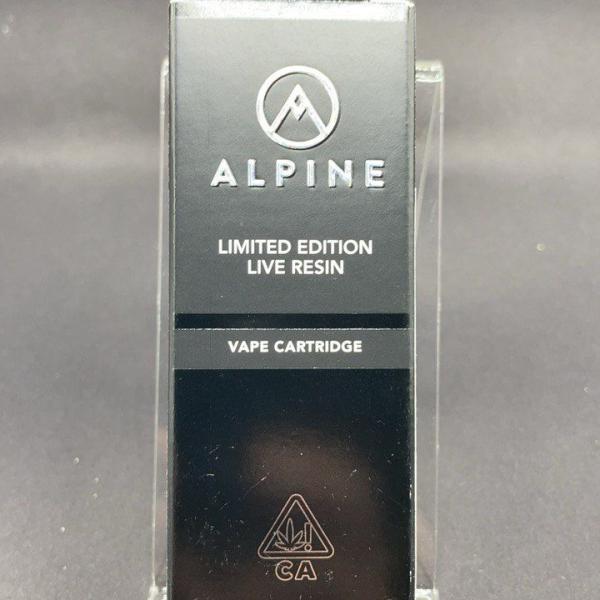 ALPINE
LIMITED EDITION
LIVE RESIN
VAPE CARTRIDGE
!
CA